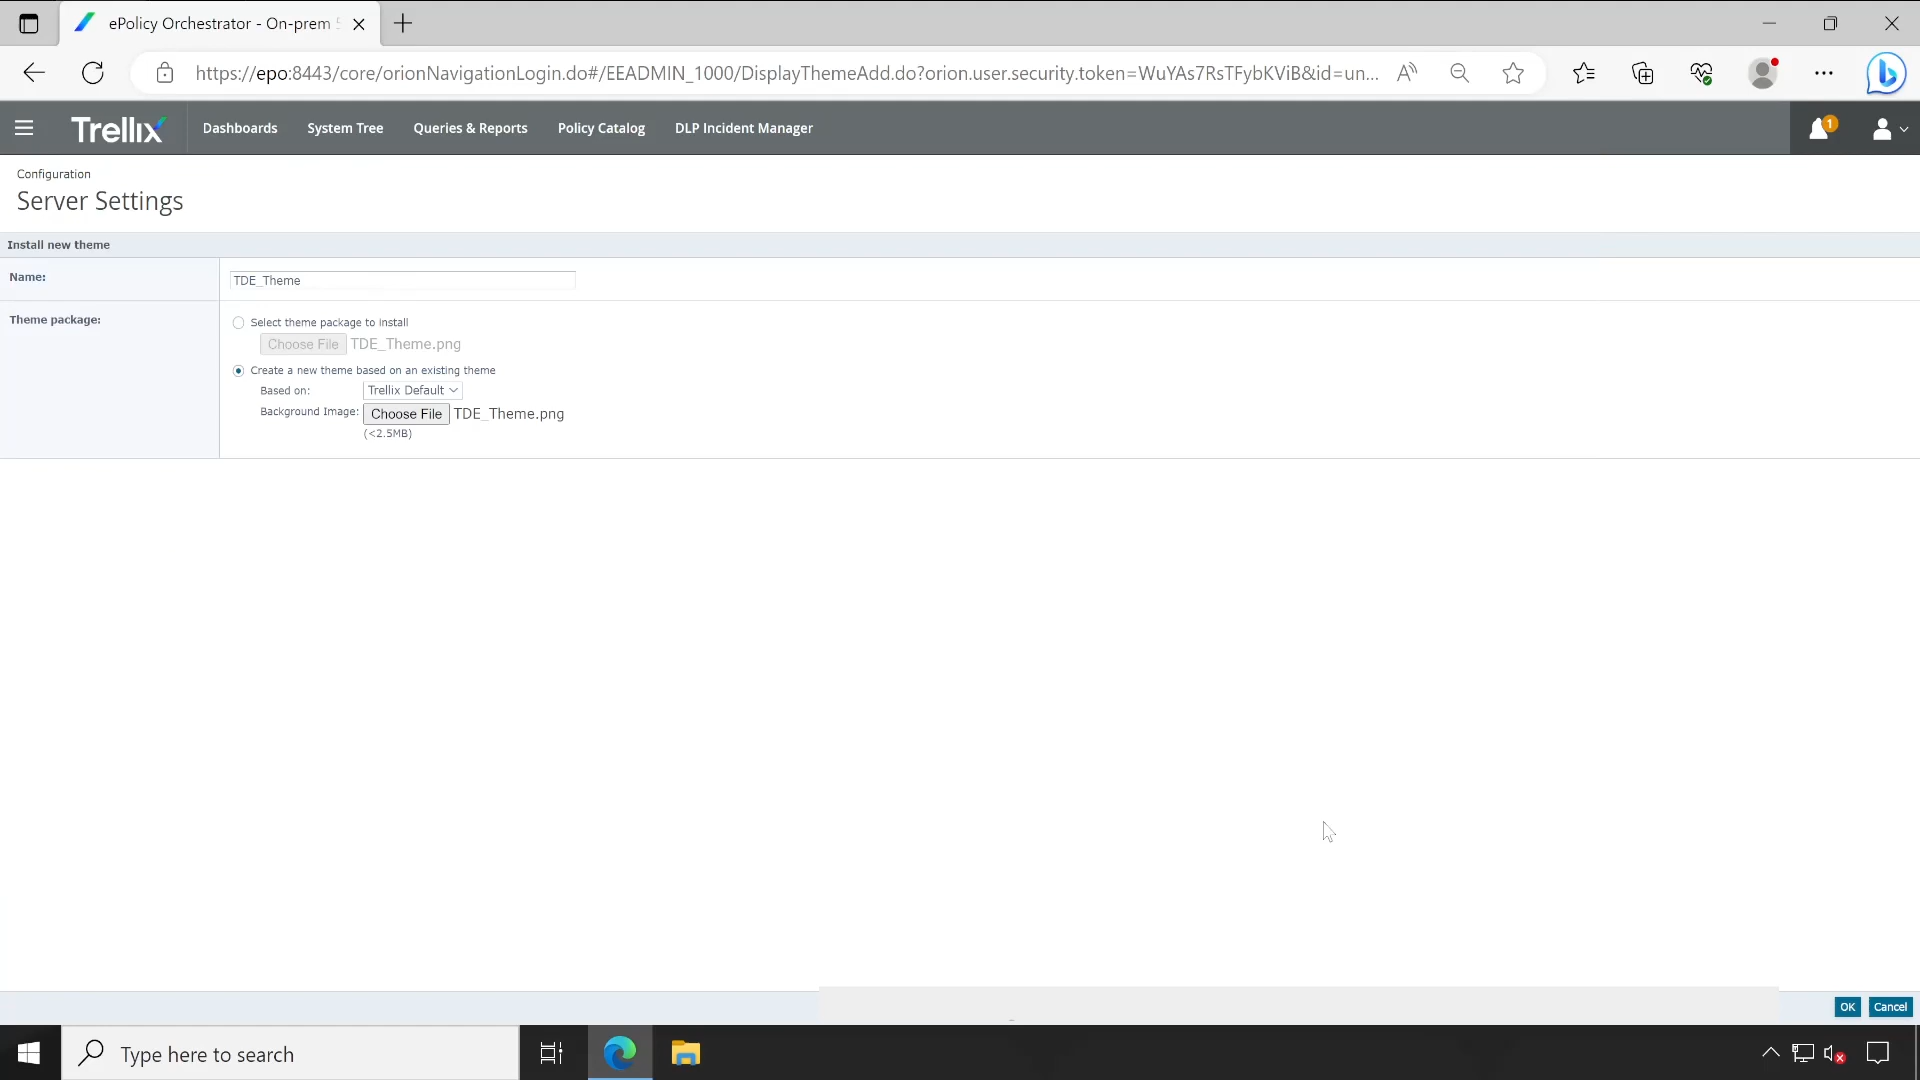 ePolicy Orchestrator - On-prem
https://epo:8443/core/orionNavigationLogin.do#/EEADMIN_1000/DisplayThemeAdd.do?orion.user.security.token=WuYAs7RsTFybKViB&id=un...
Trellix
Dashboards
System Tree
Queries & Reports
Policy Catalog
DLP Incident Manager
1
Configuration
Server Settings
Install new theme
Name:
TDE_Theme
Theme package:
Select theme package to install
Choose File TDE_Theme.png
Create a new theme based on an existing theme
Based on: Trellix Default
Background Image: Choose File TDE_Theme.png
(<2.5MB)
OK
Cancel
Type here to search